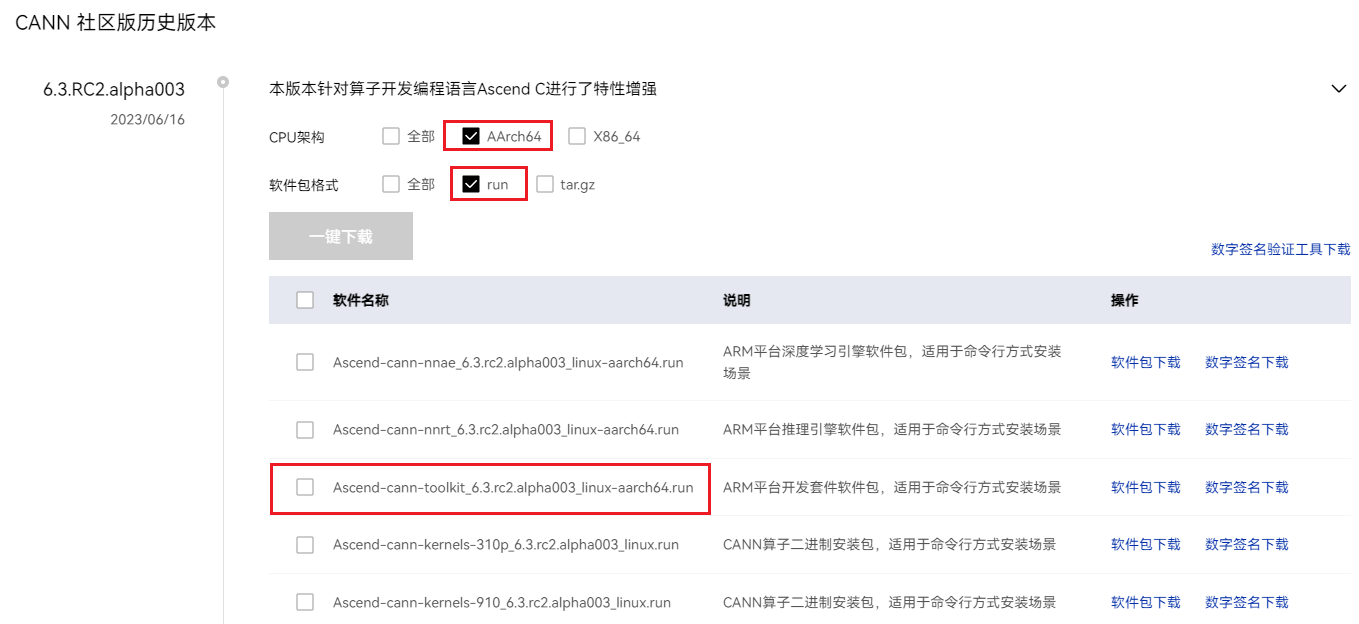 CANN 社区版历史版本
6.3.RC2.alpha003
2023/06/16
本版本针对算子开发编程语言Ascend C进行了特性增强
CPU架构 全部 AArch64 X86_64
软件包格式 全部 run tar.gz
一键下载
数字签名验证工具下载
软件名称 说明 操作
Ascend-cann-nnae_6.3.rc2.alpha003_linux-aarch64.run ARM平台深度学习引擎软件包，适用于命令行方式安装 软件包下载 数字签名下载
场景
Ascend-cann-nnrt_6.3.rc2.alpha003_linux-aarch64.run ARM平台推理引擎软件包，适用于命令行方式安装场景 软件包下载 数字签名下载
Ascend-cann-toolkit_6.3.rc2.alpha003_linux-aarch64.run ARM平台开发套件软件包，适用于命令行方式安装场景 软件包下载 数字签名下载
Ascend-cann-kernels-310p_6.3.rc2.alpha003_linux.run CANN算子二进制安装包，适用于命令行方式安装场景 软件包下载 数字签名下载
Ascend-cann-kernels-910_6.3.rc2.alpha003_linux.run CANN算子二进制安装包，适用于命令行方式安装场景 软件包下载 数字签名下载